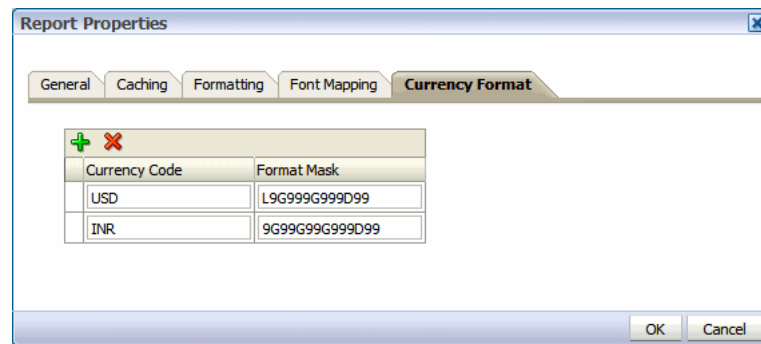 Report Properties
General Caching Formatting Font Mapping Currency Format
Currency Code Format Mask
USD L9G999G999D99
INR 9G99G99G999D99
OK Cancel